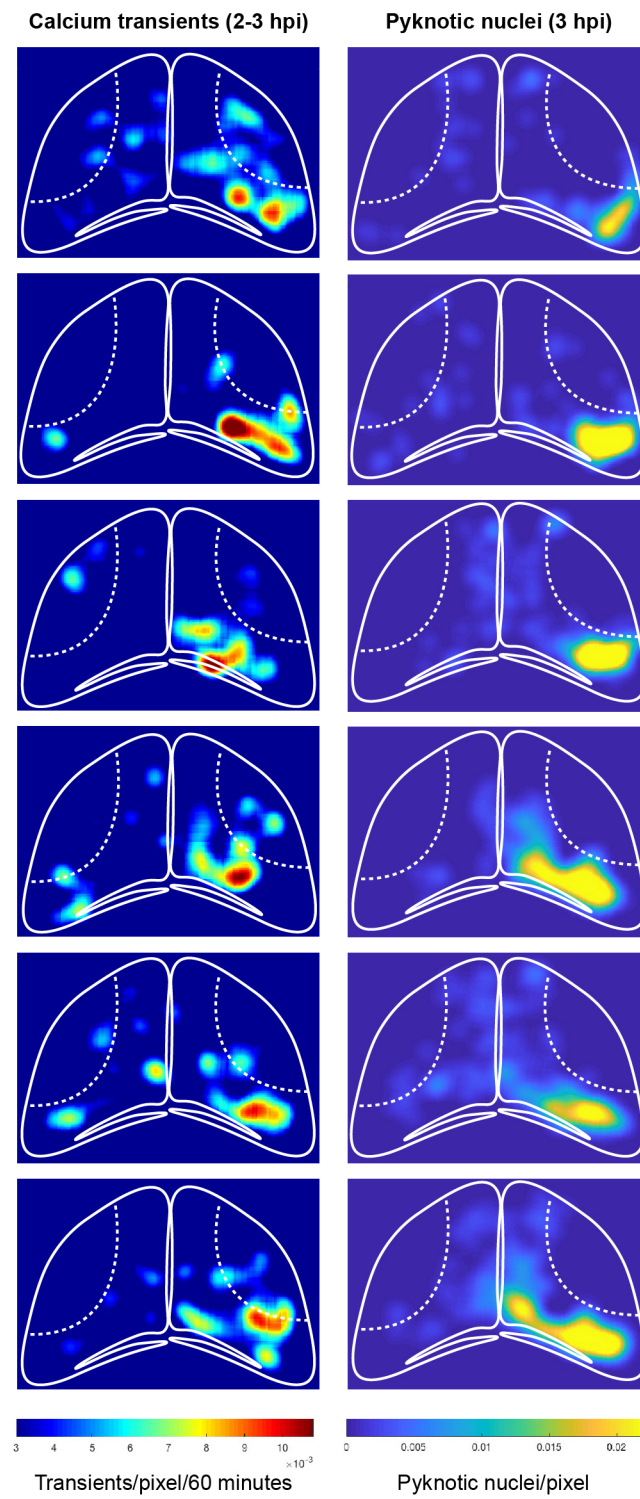 Calcium transients (2-3 hpi)
Pyknotic nuclei (3 hpi)
3 4 5 6 7 8 9 10
×10⁻³
Transients/pixel/60 minutes
0 0.005 0.01 0.015 0.02
Pyknotic nuclei/pixel